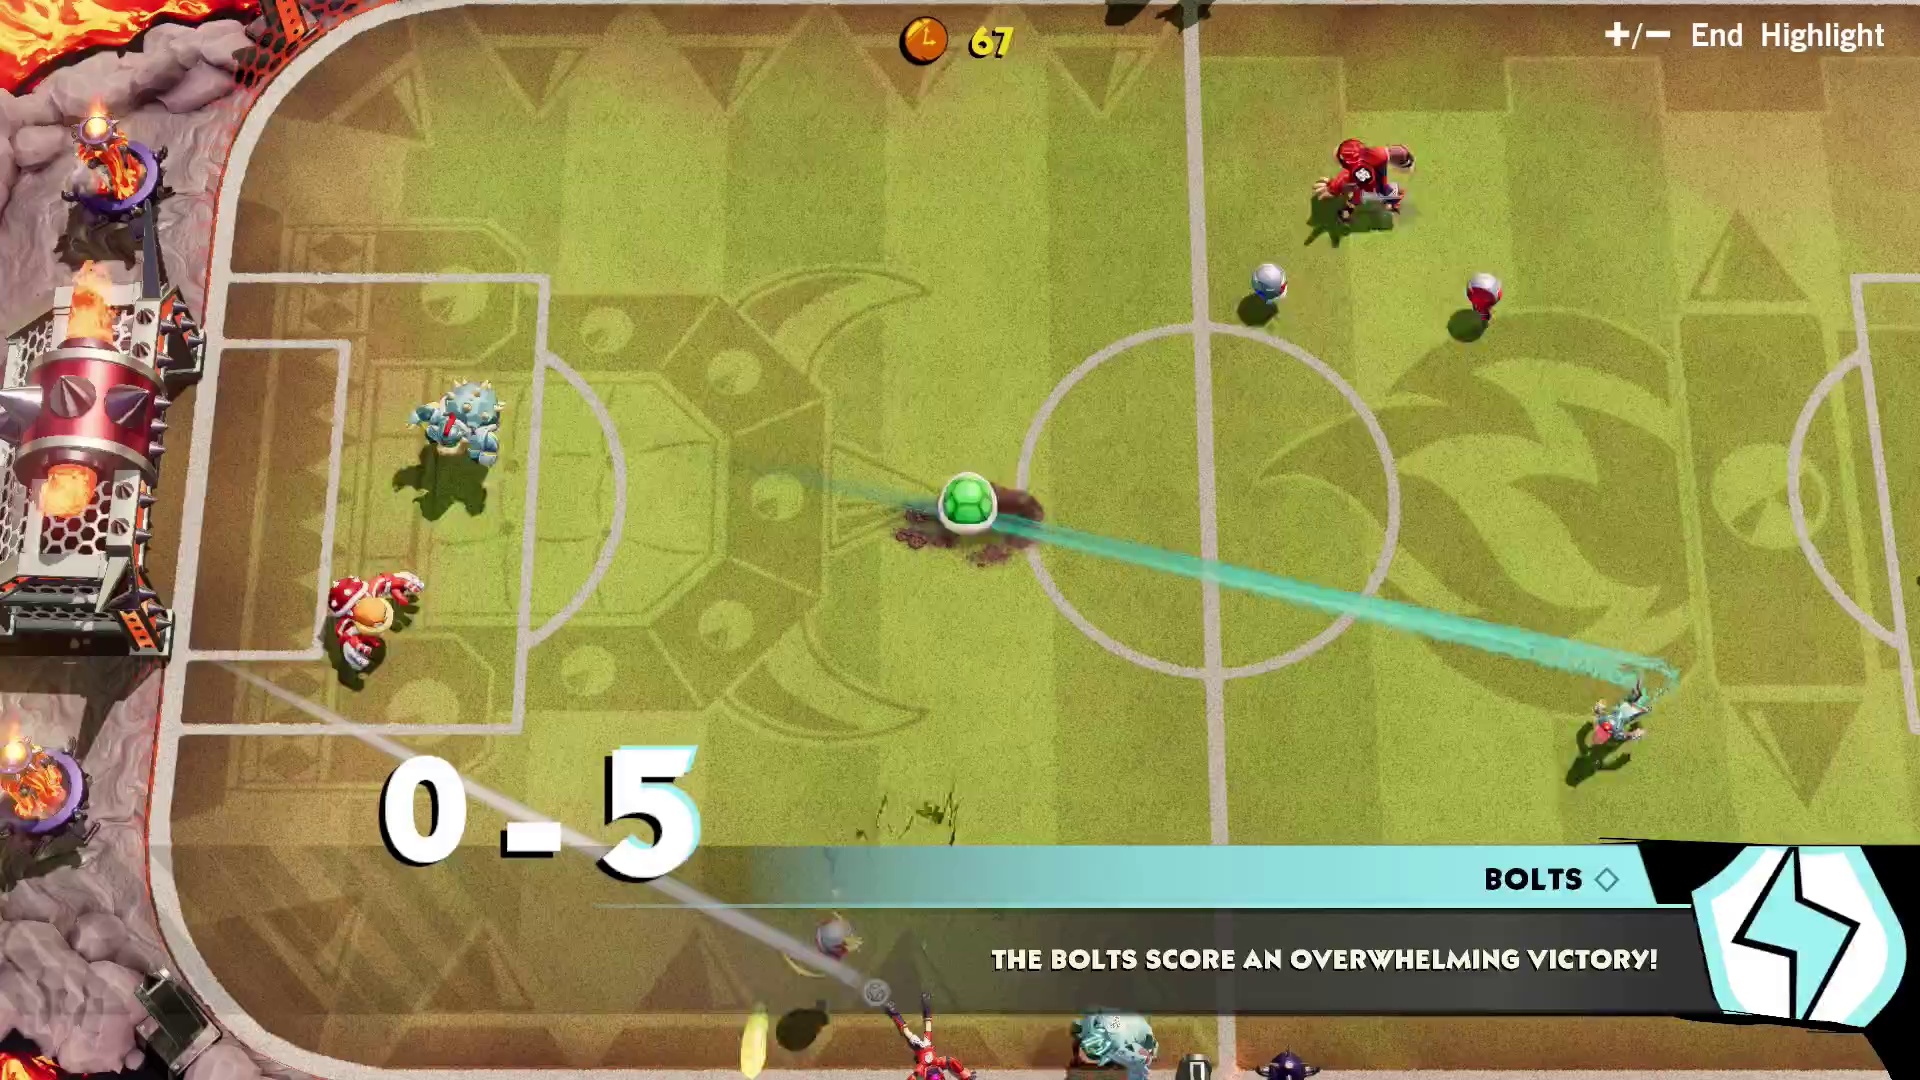 67
+/- End Highlight
0 - 5
BOLTS
THE BOLTS SCORE AN OVERWHELMING VICTORY!